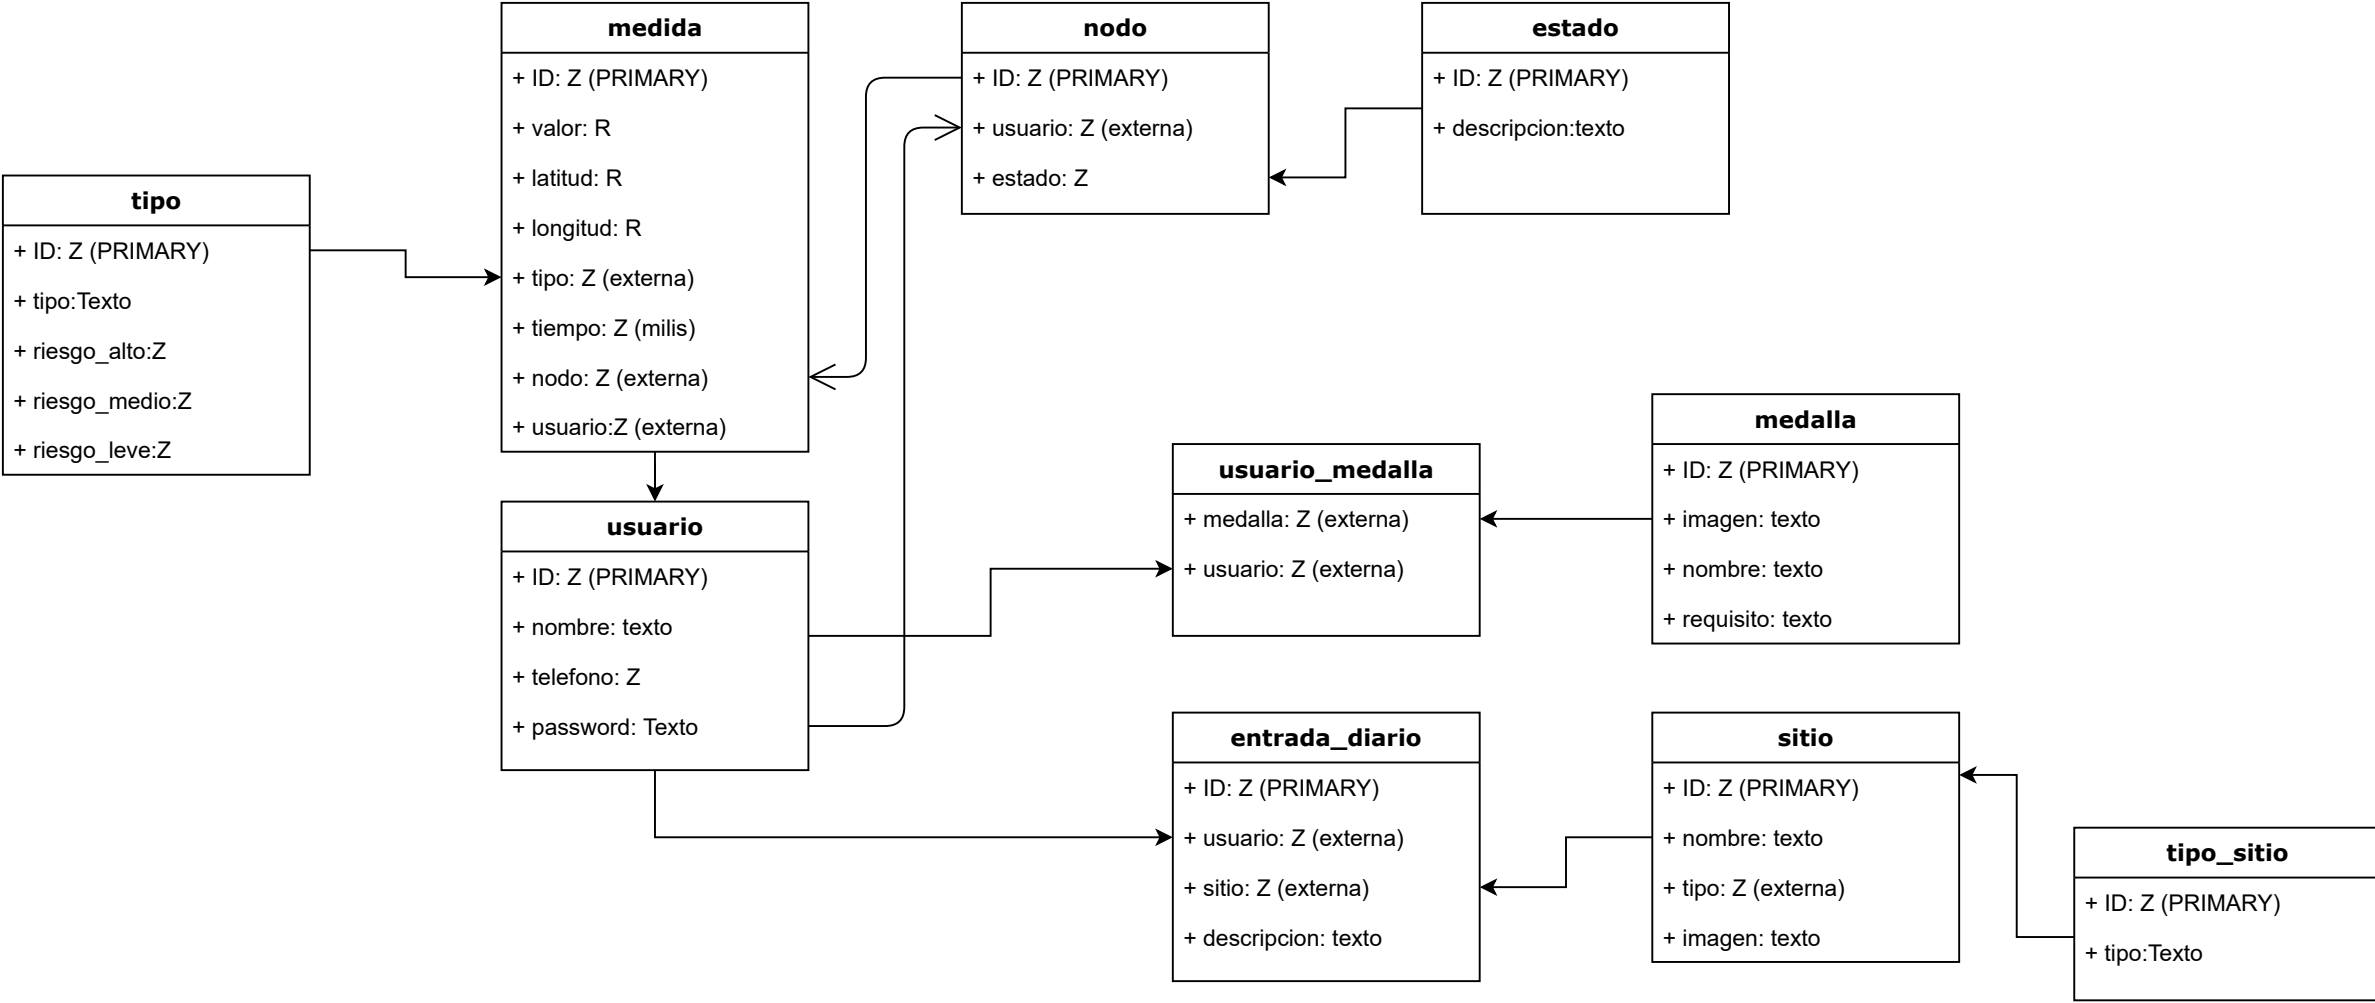 medida
+ ID: Z (PRIMARY)
+ valor: R
+ latitud: R
+ longitud: R
+ tipo: Z (externa)
+ tiempo: Z (milis)
+ nodo: Z (externa)
+ usuario:Z (externa)
nodo
+ ID: Z (PRIMARY)
+ usuario: Z (externa)
+ estado: Z
estado
+ ID: Z (PRIMARY)
+ descripcion:texto
tipo
+ ID: Z (PRIMARY)
+ tipo:Texto
+ riesgo_alto:Z
+ riesgo_medio:Z
+ riesgo_leve:Z
usuario
+ ID: Z (PRIMARY)
+ nombre: texto
+ telefono: Z
+ password: Texto
usuario_medalla
+ medalla: Z (externa)
+ usuario: Z (externa)
medalla
+ ID: Z (PRIMARY)
+ imagen: texto
+ nombre: texto
+ requisito: texto
entrada_diario
+ ID: Z (PRIMARY)
+ usuario: Z (externa)
+ sitio: Z (externa)
+ descripcion: texto
sitio
+ ID: Z (PRIMARY)
+ nombre: texto
+ tipo: Z (externa)
+ imagen: texto
tipo_sitio
+ ID: Z (PRIMARY)
+ tipo:Texto